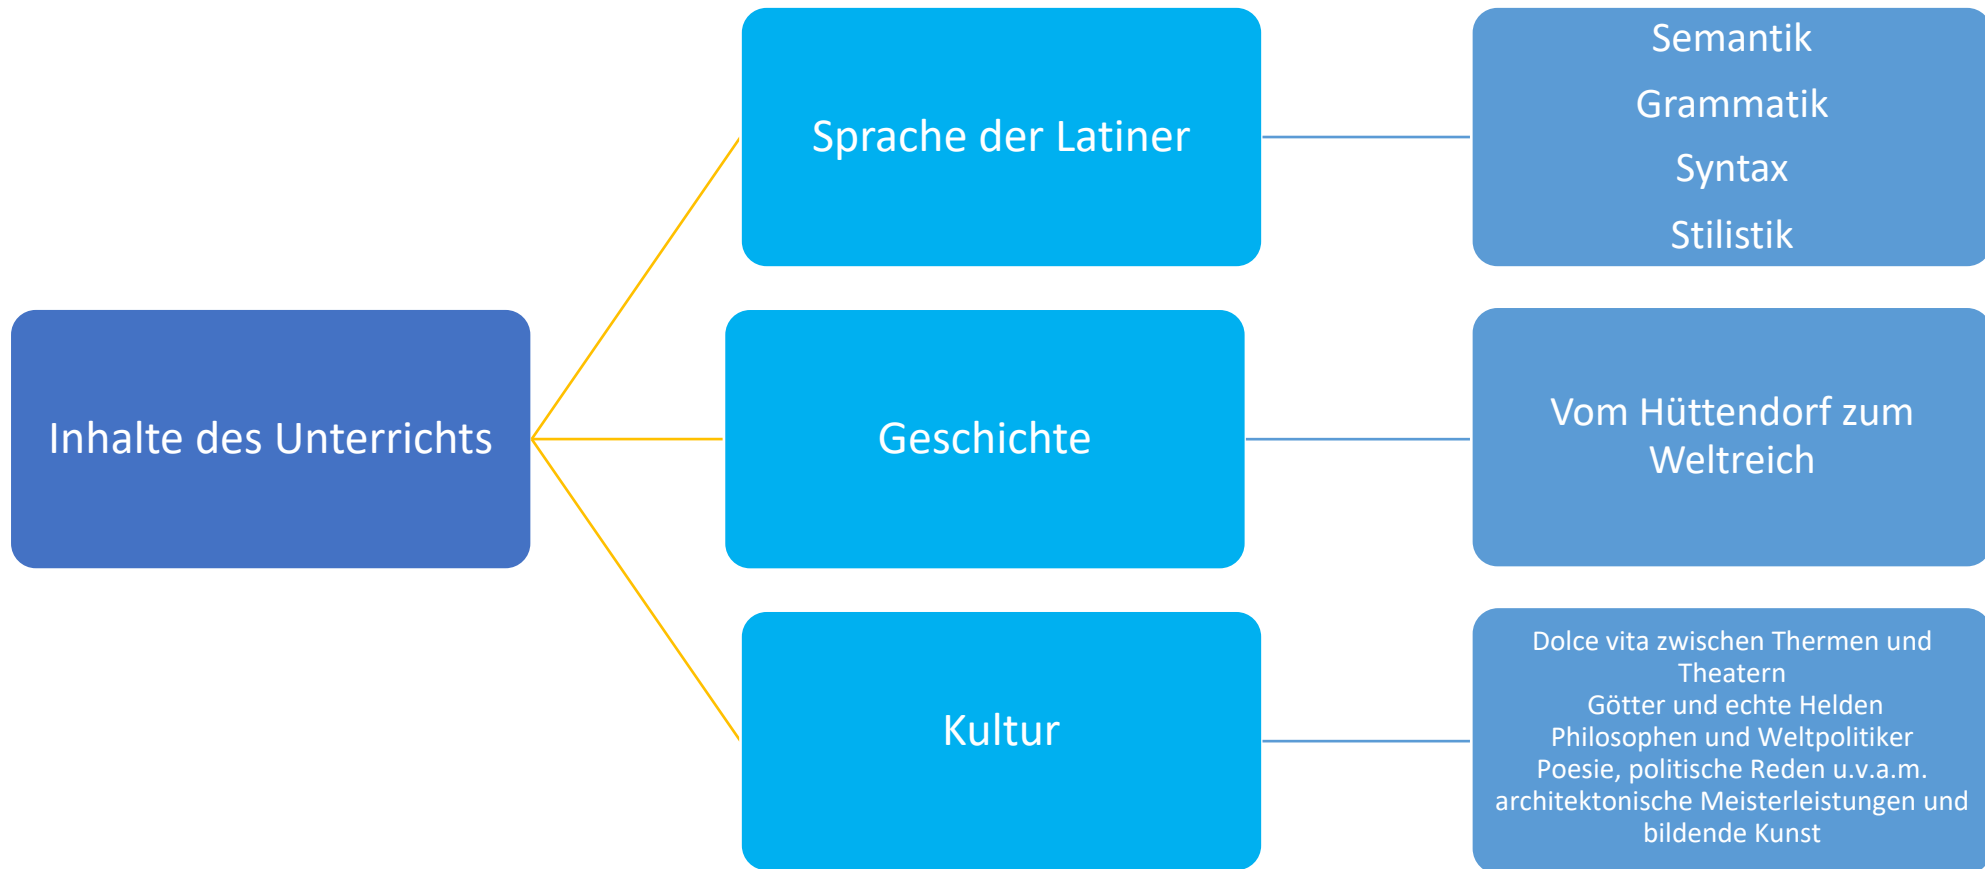 Inhalte des Unterrichts
Sprache der Latiner
Semantik
Grammatik
Syntax
Stilistik
Geschichte
Vom Hüttendorf zum
Weltreich
Kultur
Dolce vita zwischen Thermen und
Theatern
Götter und echte Helden
Philosophen und Weltpolitiker
Poesie, politische Reden u.v.a.m.
architektonische Meisterleistungen und
bildende Kunst